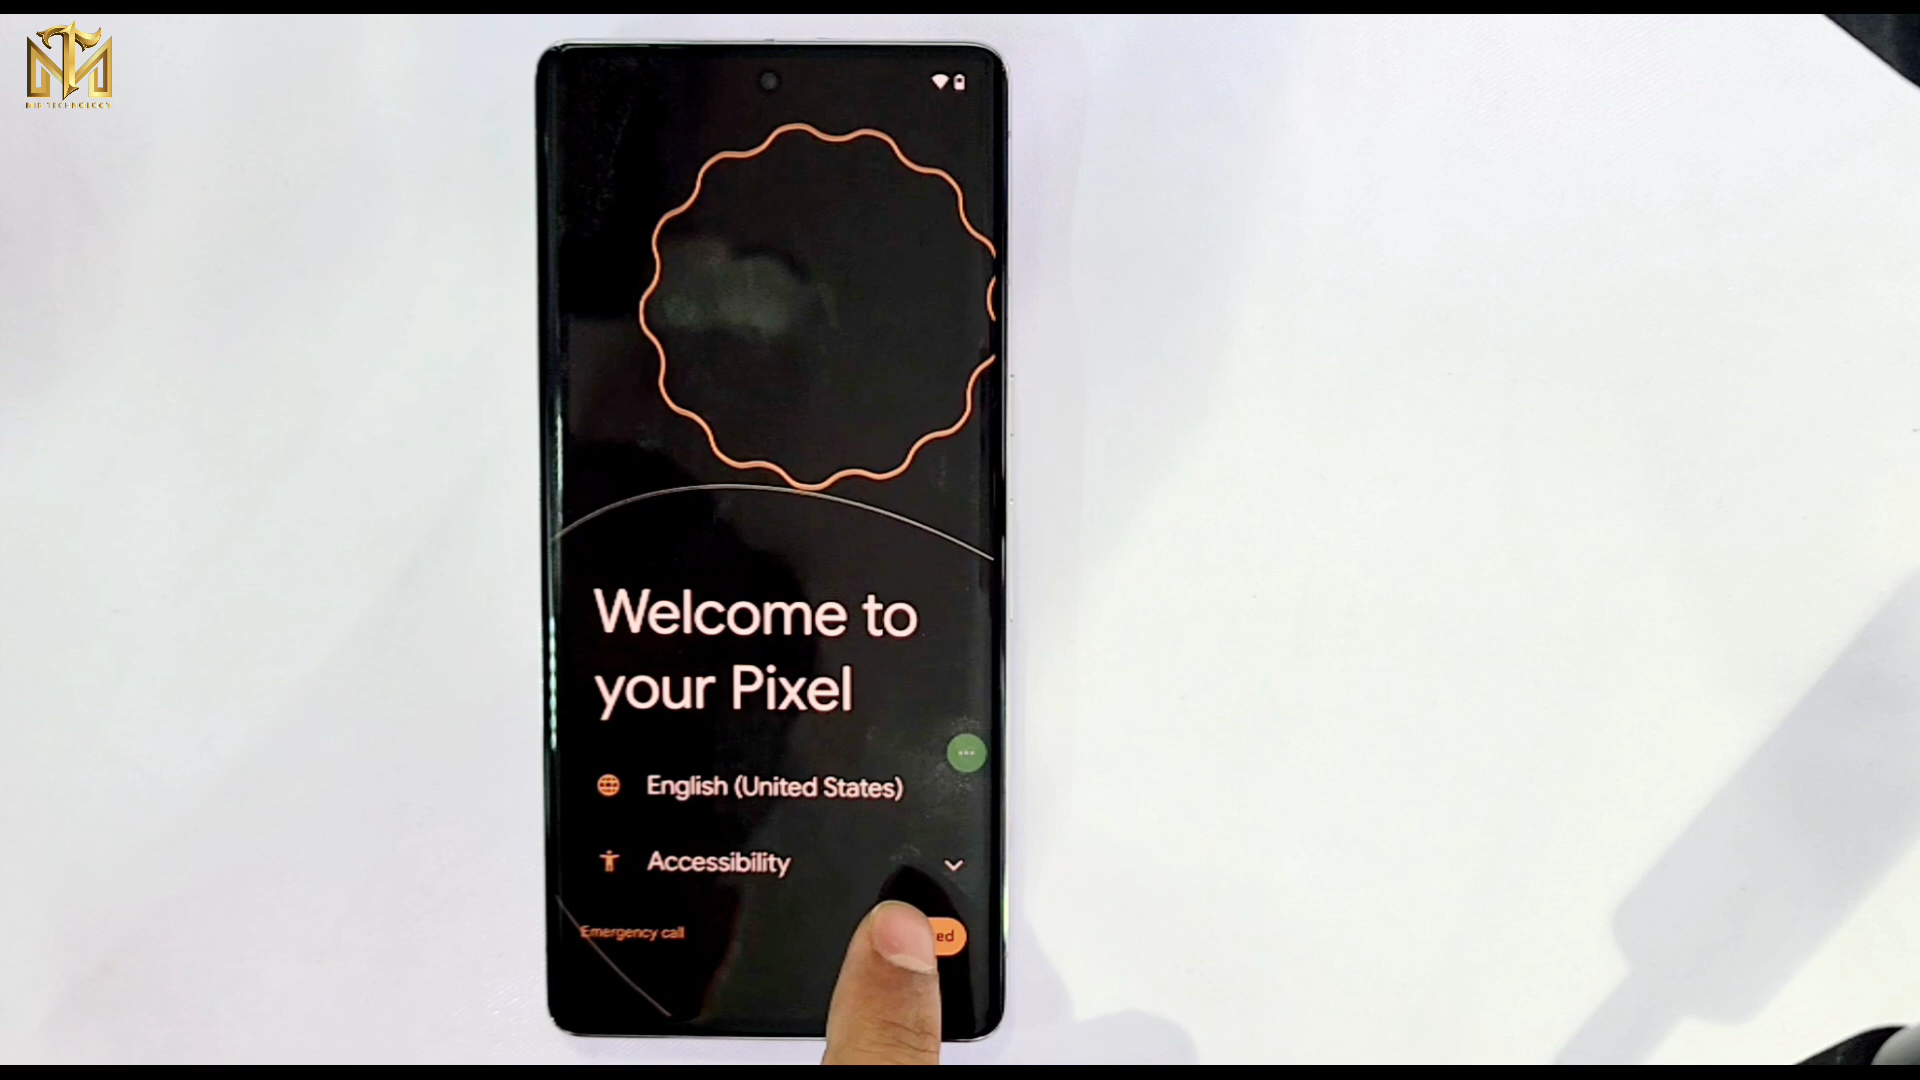 Welcome to
your Pixel
English (United States)
Accessibility
Emergency call